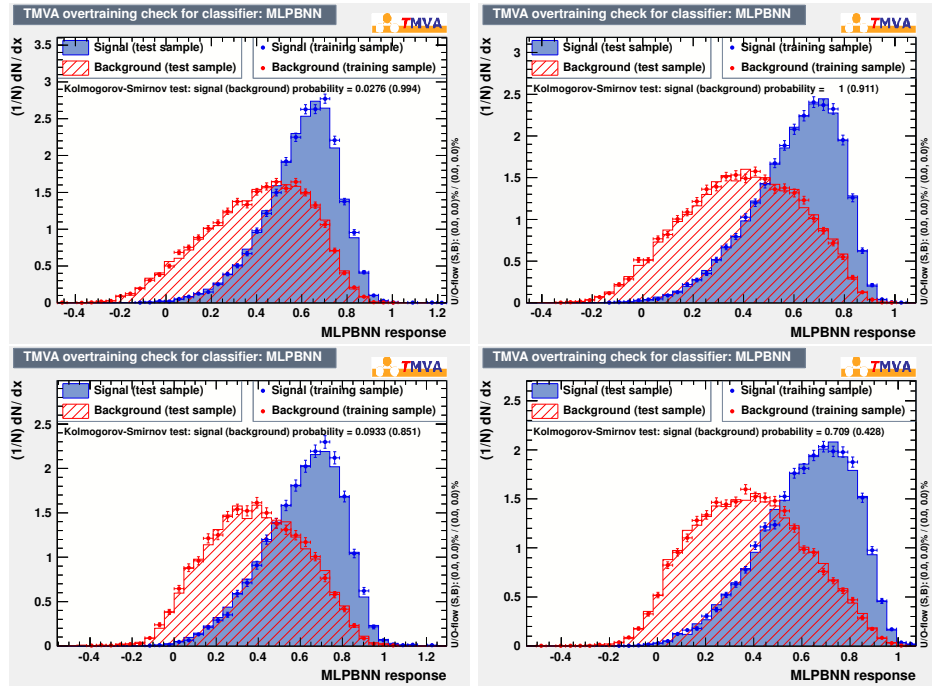 TMVA overtraining check for classifier: MLPBNN
TMVA
Signal (test sample)
Background (test sample)
Signal (training sample)
Background (training sample)
Kolmogorov-Smirnov test: signal (background) probability = 0.0276 (0.994)
(1/N) dN / dx
3.5
3
2.5
2
1.5
1
0.5
0
-0.4 -0.2 0 0.2 0.4 0.6 0.8 1 1.2
MLPBNN response
U/O-flow (S,B): (0.0, 0.0)% / (0.0, 0.0)%
TMVA overtraining check for classifier: MLPBNN
TMVA
Signal (test sample)
Background (test sample)
Signal (training sample)
Background (training sample)
Kolmogorov-Smirnov test: signal (background) probability = 1 (0.911)
(1/N) dN / dx
3
2.5
2
1.5
1
0.5
0
-0.4 -0.2 0 0.2 0.4 0.6 0.8 1
MLPBNN response
U/O-flow (S,B): (0.0, 0.0)% / (0.0, 0.0)%
TMVA overtraining check for classifier: MLPBNN
TMVA
Signal (test sample)
Background (test sample)
Signal (training sample)
Background (training sample)
Kolmogorov-Smirnov test: signal (background) probability = 0.0933 (0.851)
(1/N) dN / dx
2.5
2
1.5
1
0.5
0
-0.4 -0.2 0 0.2 0.4 0.6 0.8 1 1.2
MLPBNN response
U/O-flow (S,B): (0.0, 0.0)% / (0.0, 0.0)%
TMVA overtraining check for classifier: MLPBNN
TMVA
Signal (test sample)
Background (test sample)
Signal (training sample)
Background (training sample)
Kolmogorov-Smirnov test: signal (background) probability = 0.709 (0.428)
(1/N) dN / dx
2.5
2
1.5
1
0.5
0
-0.4 -0.2 0 0.2 0.4 0.6 0.8 1
MLPBNN response
U/O-flow (S,B): (0.0, 0.0)% / (0.0, 0.0)%